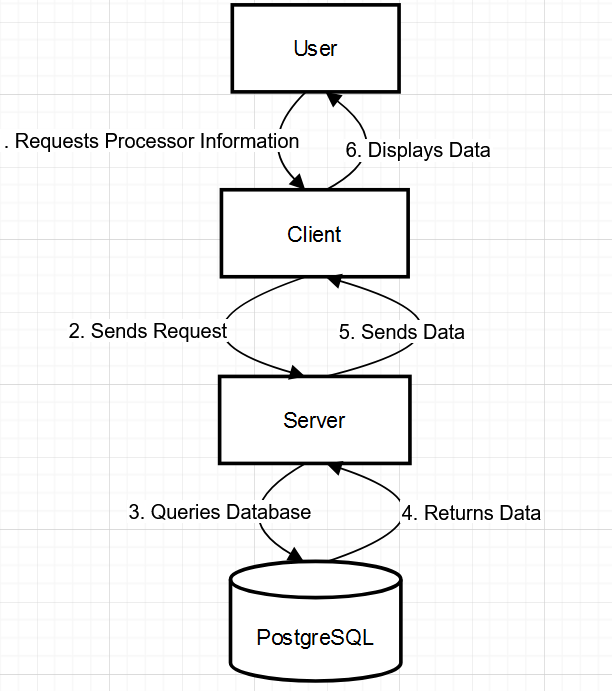 User
. Requests Processor Information
6. Displays Data
Client
2. Sends Request
5. Sends Data
Server
3. Queries Database
4. Returns Data
PostgreSQL